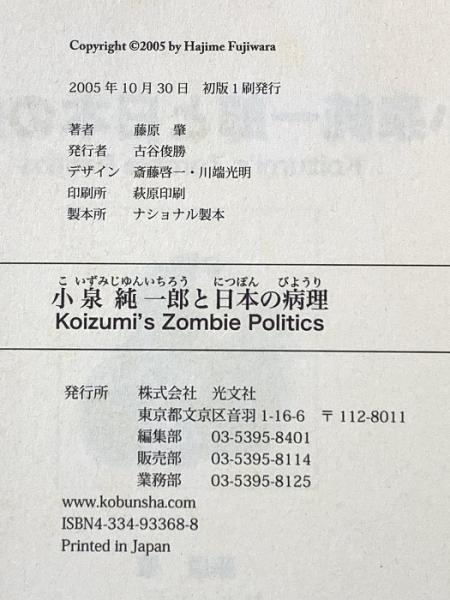 Copyright ©2005 by Hajime Fujiwara
2005年10月30日 初版1刷発行
著者 藤原 肇
発行者 古谷俊勝
デザイン 斎藤啓一・川端光明
印刷所 萩原印刷
製本所 ナショナル製本
こいずみじゅんいちろう につぽん びようり
小泉純一郎と日本の病理
Koizumi's Zombie Politics
発行所 株式会社 光文社
東京都文京区音羽1-16-6 〒112-8011
編集部 03-5395-8401
販売部 03-5395-8114
業務部 03-5395-8125
www.kobunsha.com
ISBN4-334-93368-8
Printed in Japan